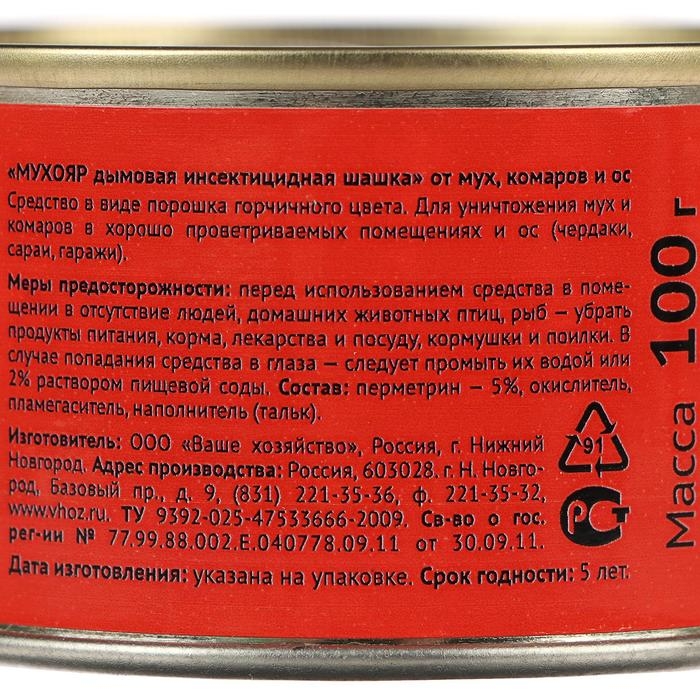 «МУХОЯР дымовая инсектицидная шашка» от мух, комаров и ос
Средство в виде порошка горчичного цвета. Для уничтожения мух и
комаров в хорошо проветриваемых помещениях и ос (чердаки,
сараи, гаражи).
Меры предосторожности: перед использованием средства в поме-
щении в отсутствие людей, домашних животных птиц, рыб – убрать
продукты питания, корма, лекарства и посуду, кормушки и поилки. В
случае попадания средства в глаза – следует промыть их водой или
2% раствором пищевой соды. Состав: перметрин – 5%, окислитель,
пламегаситель, наполнитель (тальк).
Изготовитель: ООО «Ваше хозяйство», Россия, г. Нижний
Новгород. Адрес производства: Россия, 603028. г. Н. Новго-
род, Базовый пр., д. 9, (831) 221-35-36, ф. 221-35-32,
www.vhoz.ru. ТУ 9392-025-47533666-2009. Св-во о гос.
рег-ии № 77.99.88.002.Е.040778.09.11 от 30.09.11.
Дата изготовления: указана на упаковке. Срок годности: 5 лет.
91
РСТ
Масса 100 г